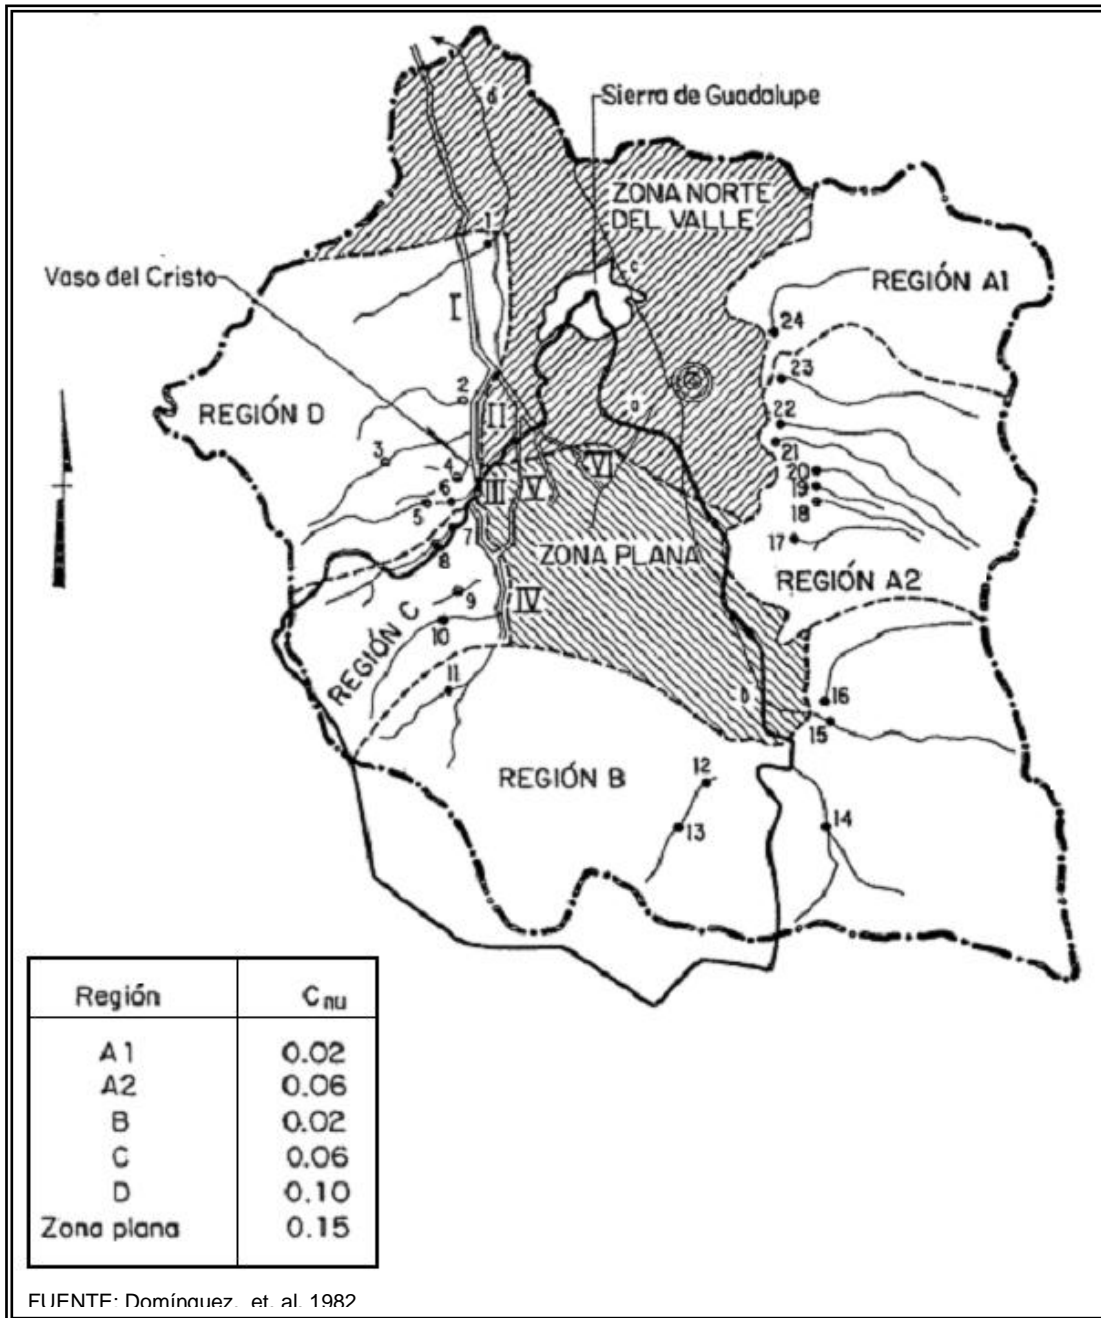 Sierra de Guadalupe
ZONA NORTE
DEL VALLE
Vaso del Cristo
REGIÓN A1
REGIÓN D
REGIÓN A2
ZONA PLANA
REGIÓN C
REGIÓN B
I
II
III
IV
V
VI
a
b
c
d
1
2
3
4
5
6
7
8
9
10
11
12
13
14
15
16
17
18
19
20
21
22
23
24
Región Cnu
A1 0.02
A2 0.06
B 0.02
C 0.06
D 0.10
Zona plana 0.15
FUENTE: Domínguez, et. al. 1982